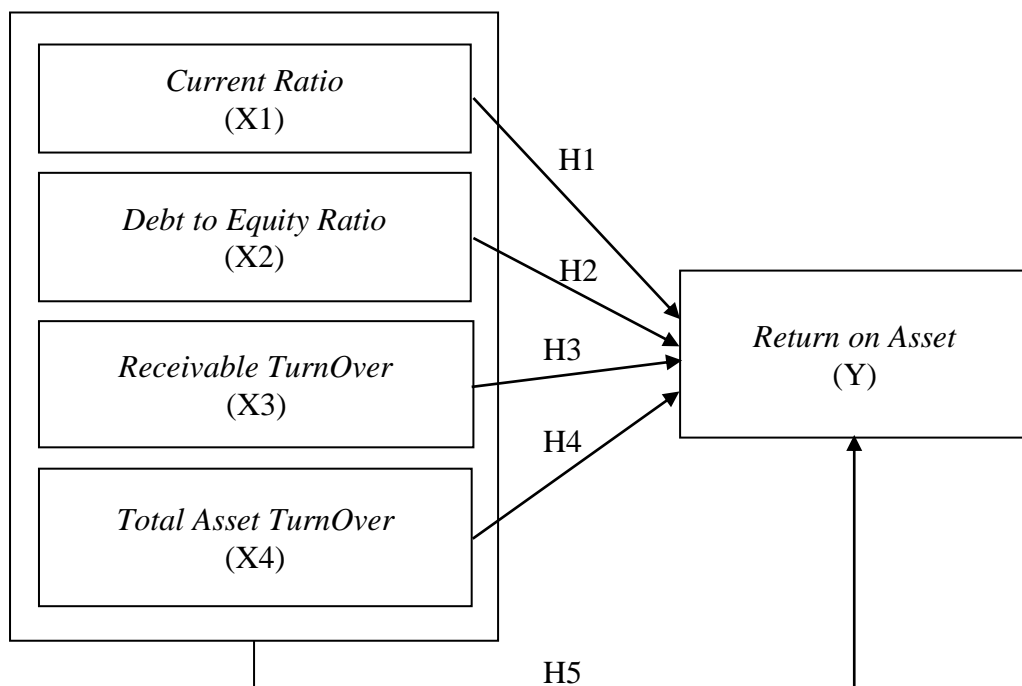 Current Ratio
(X1)
H1
Debt to Equity Ratio
(X2)
H2
Return on Asset
(Y)
Receivable TurnOver
(X3)
H3
H4
Total Asset TurnOver
(X4)
H5